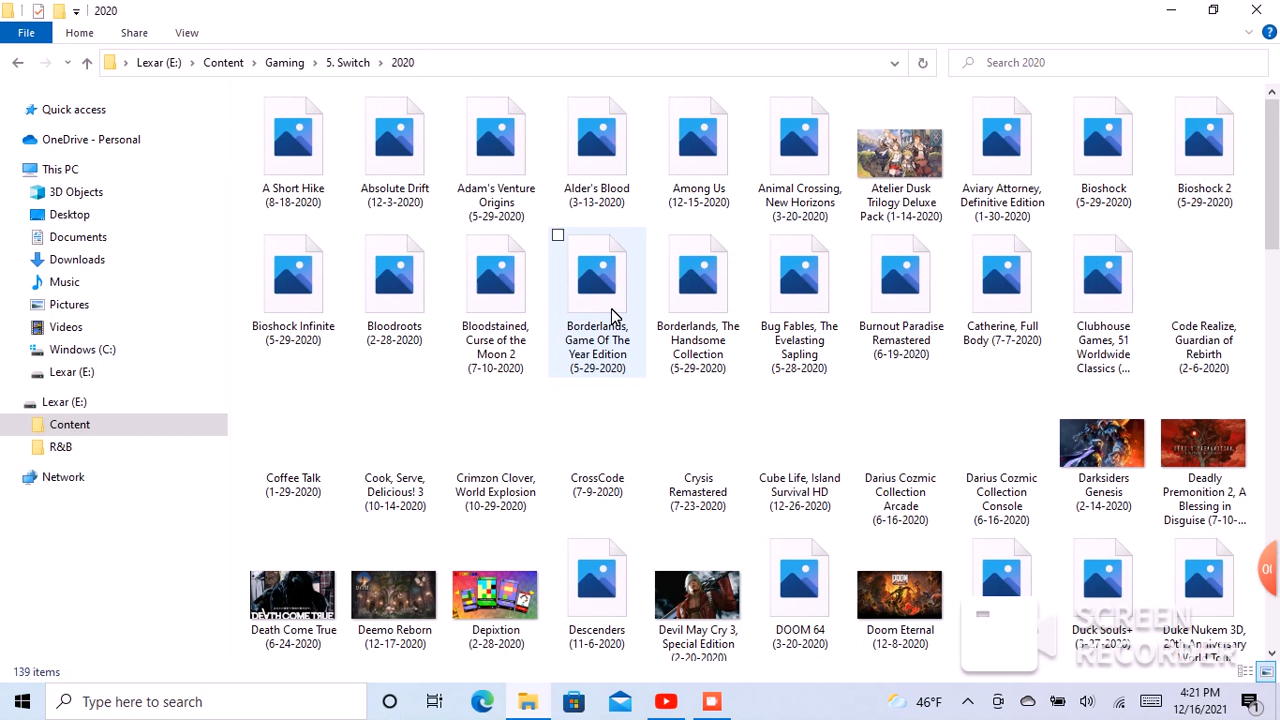 2020
File Home Share View
Lexar (E:) Content Gaming 5. Switch 2020
Search 2020
Quick access
OneDrive - Personal
This PC
3D Objects
Desktop
Documents
Downloads
Music
Pictures
Videos
Windows (C:)
Lexar (E:)
Lexar (E:)
Content
R&B
Network
A Short Hike
(8-18-2020)
Absolute Drift
(12-3-2020)
Adam's Venture
Origins
(5-29-2020)
Alder's Blood
(3-13-2020)
Among Us
(12-15-2020)
Animal Crossing,
New Horizons
(3-20-2020)
Atelier Dusk
Trilogy Deluxe
Pack (1-14-2020)
Aviary Attorney,
Definitive Edition
(1-30-2020)
Bioshock
(5-29-2020)
Bioshock 2
(5-29-2020)
Bioshock Infinite
(5-29-2020)
Bloodroots
(2-28-2020)
Bloodstained,
Curse of the
Moon 2
(7-10-2020)
Borderlands,
Game Of The
Year Edition
(5-29-2020)
Borderlands, The
Handsome
Collection
(5-29-2020)
Bug Fables, The
Everlasting
Sapling
(5-28-2020)
Burnout Paradise
Remastered
(6-19-2020)
Catherine, Full
Body (7-7-2020)
Clubhouse
Games, 51
Worldwide
Classics (...
Code Realize,
Guardian of
Rebirth
(2-6-2020)
Coffee Talk
(1-29-2020)
Cook, Serve,
Delicious! 3
(10-14-2020)
Crimzon Clover,
World Explosion
(10-29-2020)
CrossCode
(7-9-2020)
Crysis
Remastered
(7-23-2020)
Cube Life, Island
Survival HD
(12-26-2020)
Darius Cozmic
Collection
Arcade
(6-16-2020)
Darius Cozmic
Collection
Console
(6-16-2020)
Darksiders
Genesis
(2-14-2020)
Deadly
Premonition 2, A
Blessing in
Disguise (7-10-...
DEATH COME TRUE
Death Come True
(6-24-2020)
Deemo Reborn
(12-17-2020)
Depixtion
(2-28-2020)
Descenders
(11-6-2020)
Devil May Cry 3,
Special Edition
(2-20-2020)
DOOM 64
(3-20-2020)
DOOM
Doom Eternal
(12-8-2020)
Duck Souls+
Duke Nukem 3D,
20th Anniversary
World Tour
SCREEN
RECORDER
139 items
Type here to search
46°F
4:21 PM
12/16/2021
1